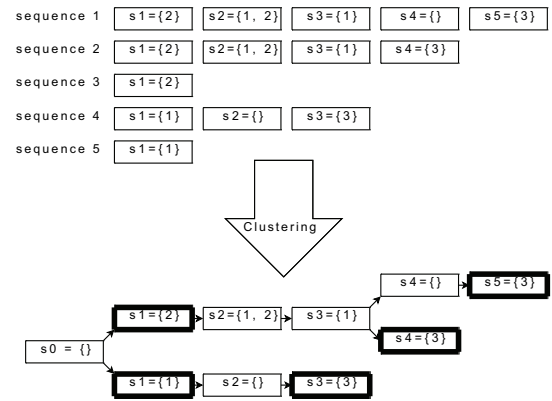 sequence 1 s1={2} s2={1, 2} s3={1} s4={} s5={3}
sequence 2 s1={2} s2={1, 2} s3={1} s4={3}
sequence 3 s1={2}
sequence 4 s1={1} s2={} s3={3}
sequence 5 s1={1}
Clustering
s4={} s5={3}
s1={2} s2={1, 2} s3={1}
s4={3}
s0 = {}
s1={1} s2={} s3={3}